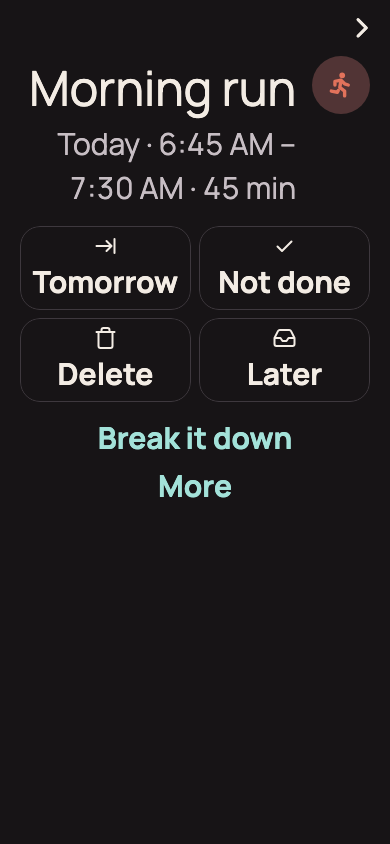 Morning run
Today · 6:45 AM –
7:30 AM · 45 min
Tomorrow
Not done
Delete
Later
Break it down
More